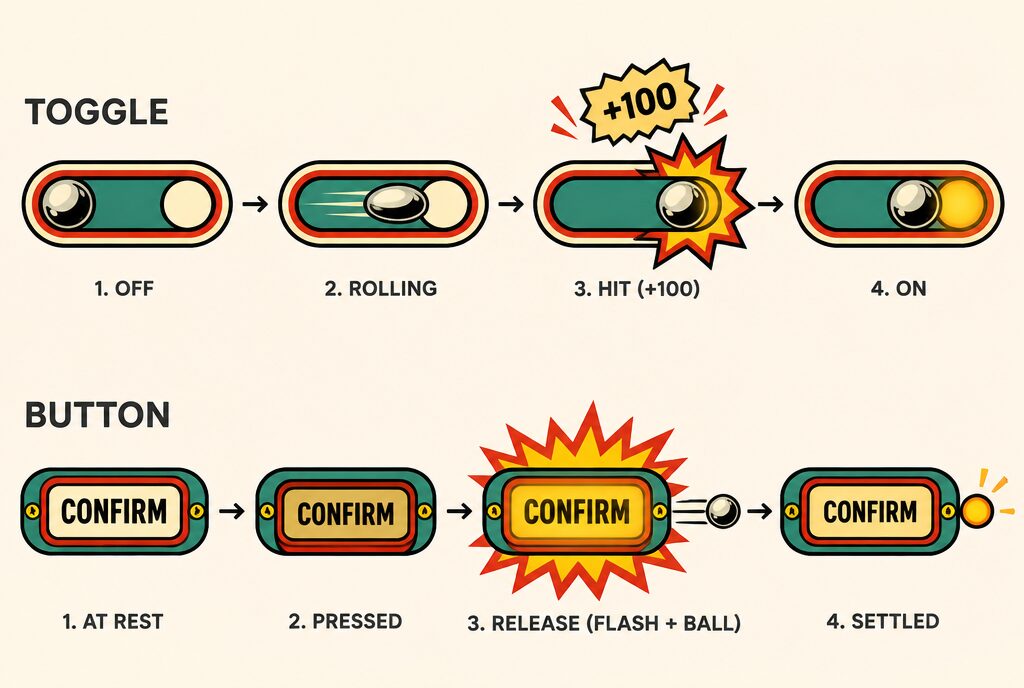 TOGGLE
+100
1. OFF
2. ROLLING
3. HIT (+100)
4. ON
BUTTON
CONFIRM
CONFIRM
CONFIRM
CONFIRM
1. AT REST
2. PRESSED
3. RELEASE (FLASH + BALL)
4. SETTLED